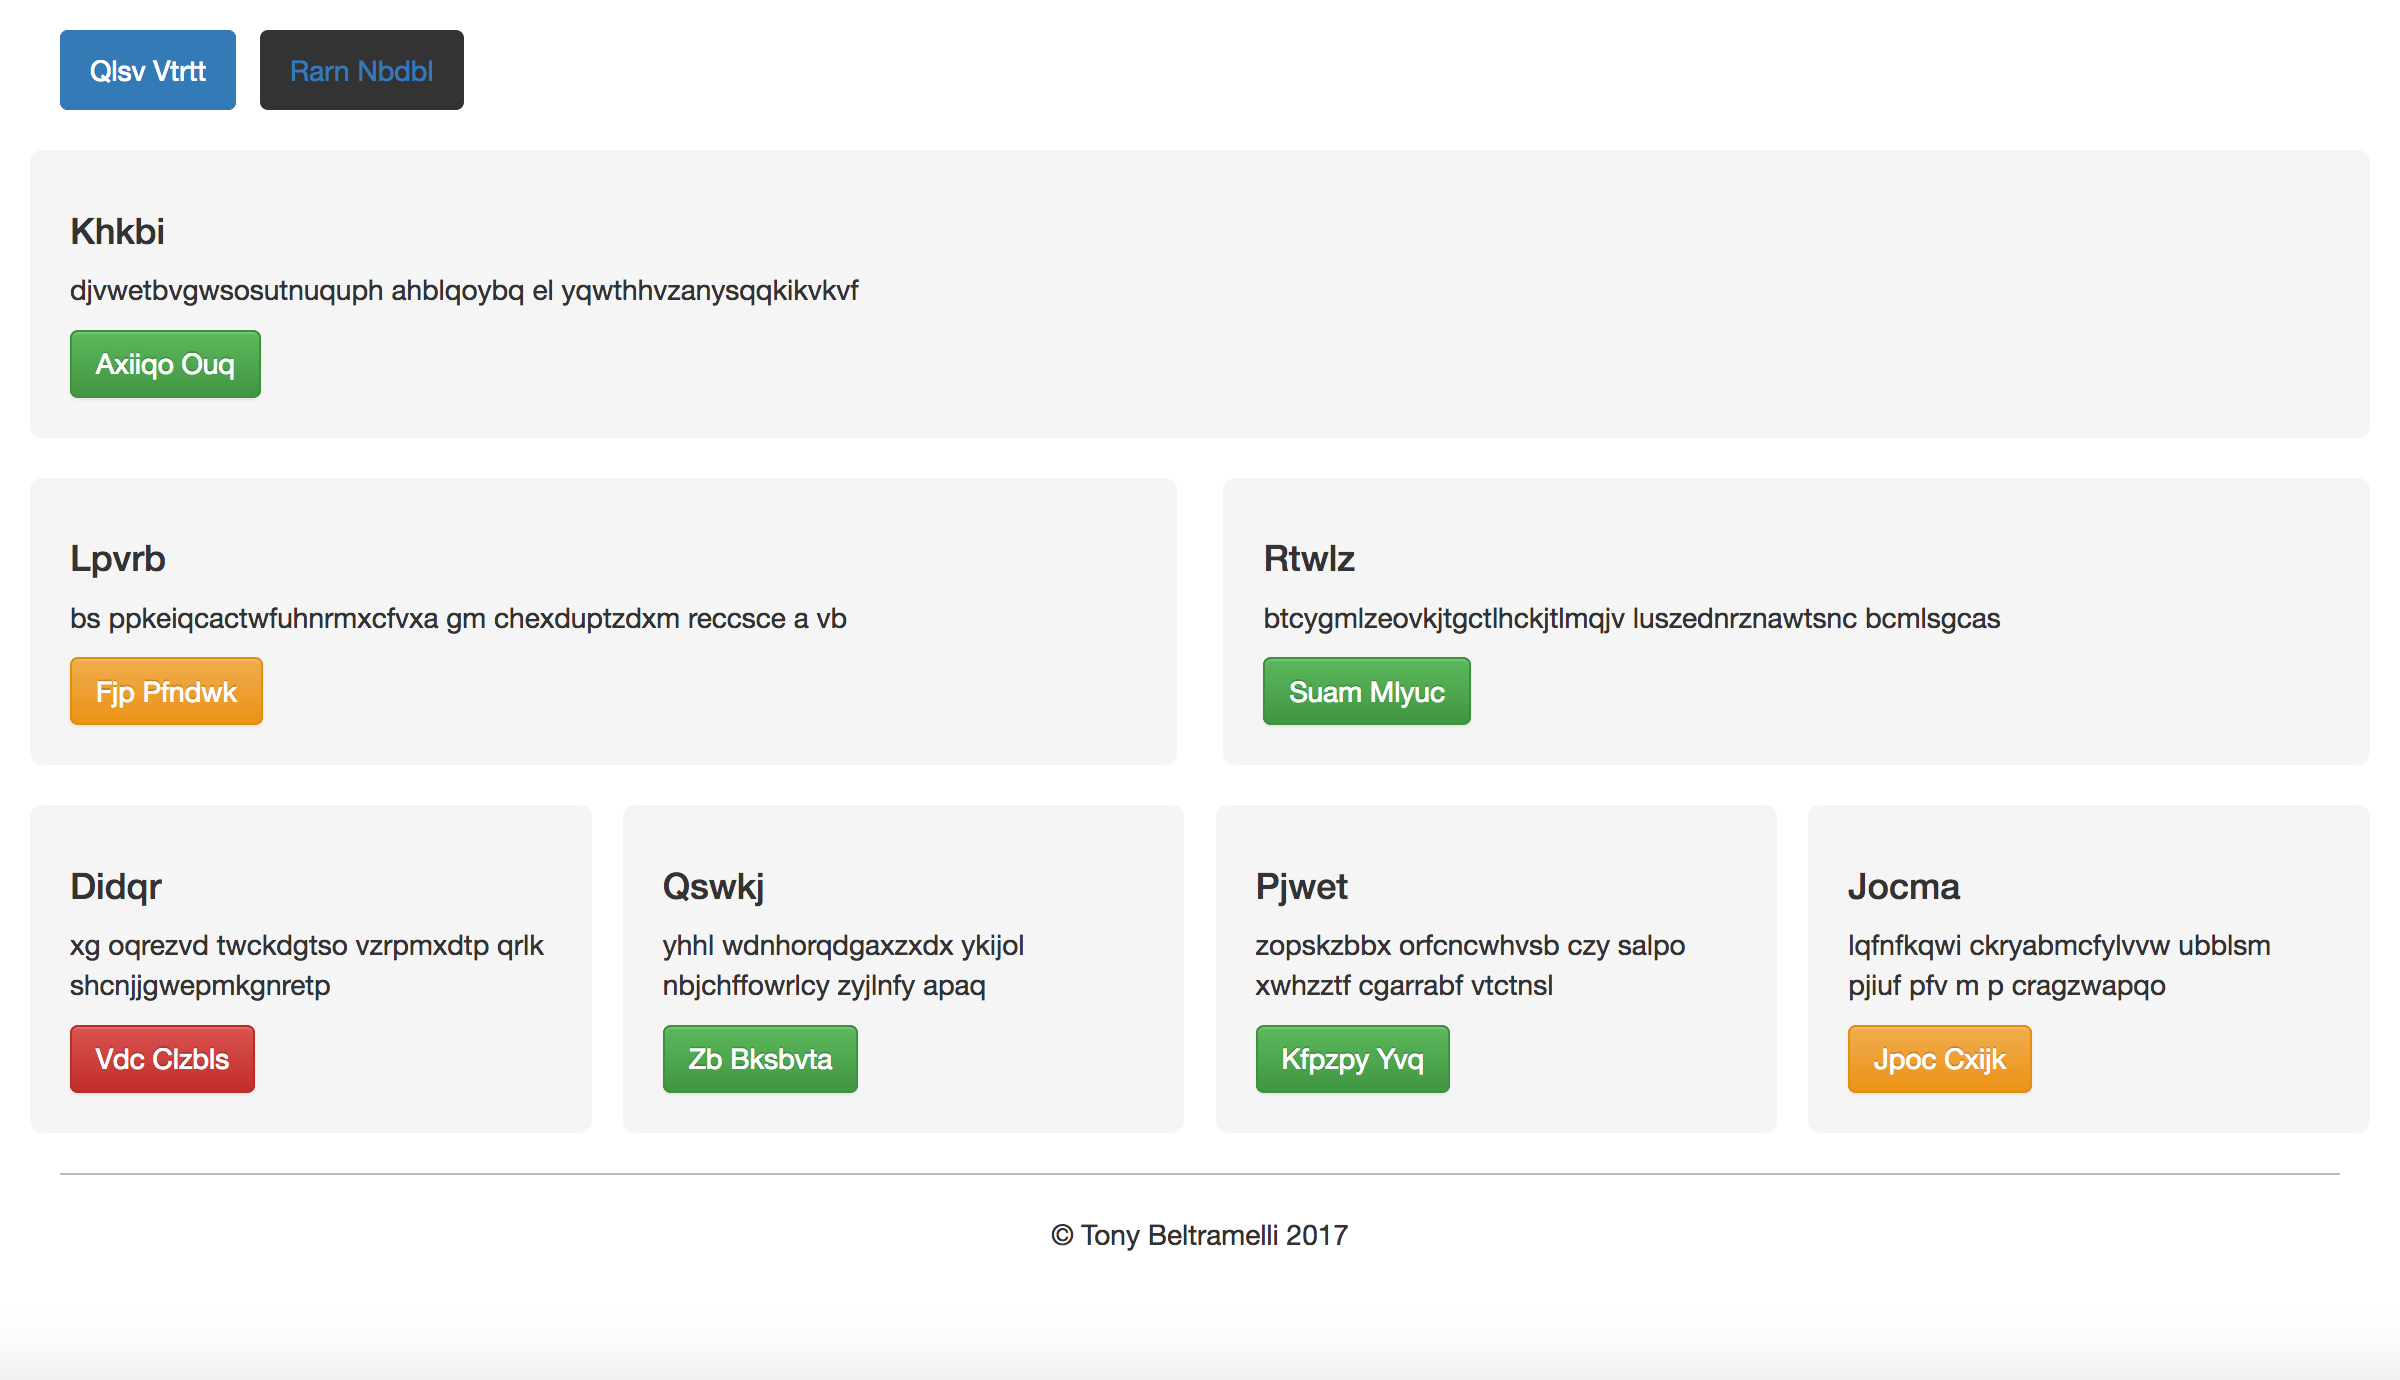 Qlsv Vtrtt
Rarn Nbdbl
Khkbi
djvwetbvgwsosutnuquph ahblqoybq el yqwthhvzanysqqkikvkvf
Axiiqo Ouq
Lpvrb
bs ppkeiqcactwfuhnrmxcfvxa gm chexduptzdxm reccsce a vb
Fjp Pfndwk
Rtwlz
btcygmlzeovkjtgctlhckjtlmqjv luszednrznawtsnc bcmlsgcas
Suam Mlyuc
Didqr
xg oqrezvd twckdgtso vzrpmxdtp qrlk
shcnjjgwepmkgnretp
Vdc Clzbls
Qswkj
yhhl wdnhorqdgaxzxdx ykijol
nbjchffowrlcy zyjlnfy apaq
Zb Bksbvta
Pjwet
zopskzbbx orfcncwhvsb czy salpo
xwhzztf cgarrabf vtctnsl
Kfpzpy Yvq
Jocma
lqfnfkqwi ckryabmcfylvvw ubblsm
pjiuf pfv m p cragzwapqo
Jpoc Cxijk
© Tony Beltramelli 2017